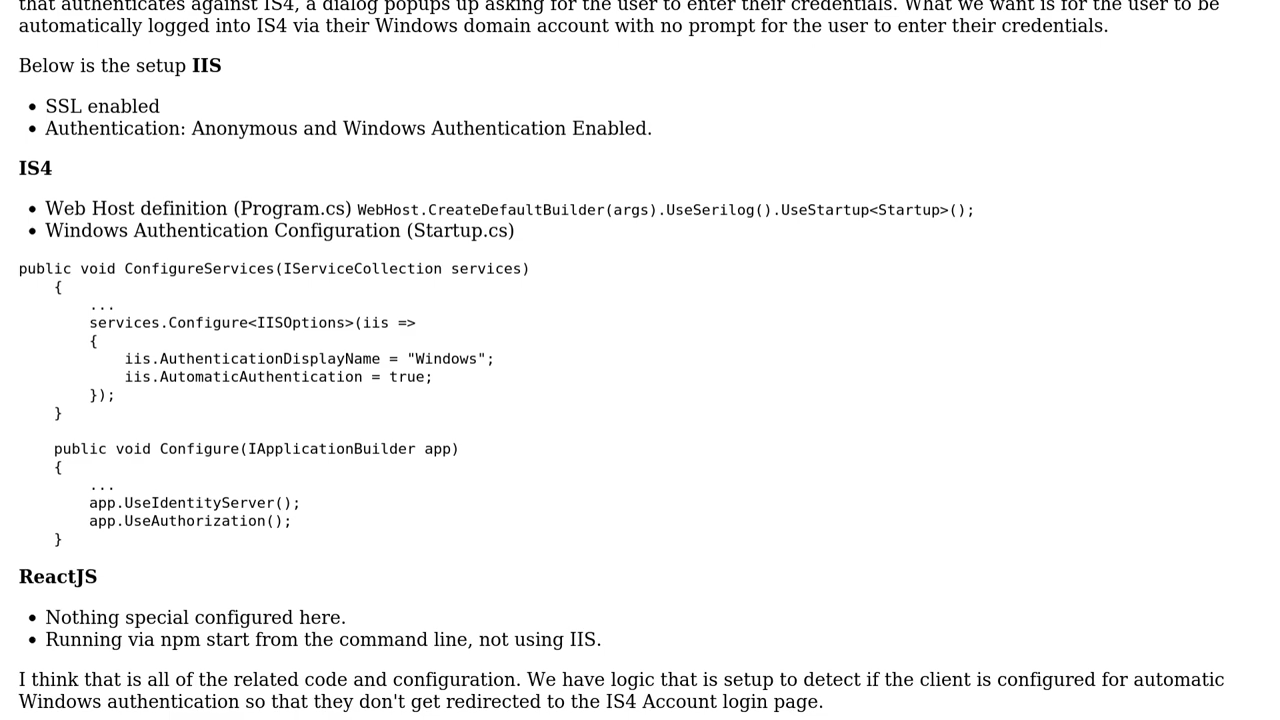 that authenticates against IS4, a dialog popups up asking for the user to enter their credentials. What we want is for the user to be
automatically logged into IS4 via their Windows domain account with no prompt for the user to enter their credentials.
Below is the setup IIS
• SSL enabled
• Authentication: Anonymous and Windows Authentication Enabled.
IS4
• Web Host definition (Program.cs) WebHost.CreateDefaultBuilder(args).UseSerilog().UseStartup<Startup>();
• Windows Authentication Configuration (Startup.cs)
public void ConfigureServices(IServiceCollection services)
    {
        ...
        services.Configure<IISOptions>(iis =>
        {
            iis.AuthenticationDisplayName = "Windows";
            iis.AutomaticAuthentication = true;
        });
    }
    public void Configure(IApplicationBuilder app)
    {
        ...
        app.UseIdentityServer();
        app.UseAuthorization();
    }
ReactJS
• Nothing special configured here.
• Running via npm start from the command line, not using IIS.
I think that is all of the related code and configuration. We have logic that is setup to detect if the client is configured for automatic
Windows authentication so that they don't get redirected to the IS4 Account login page.